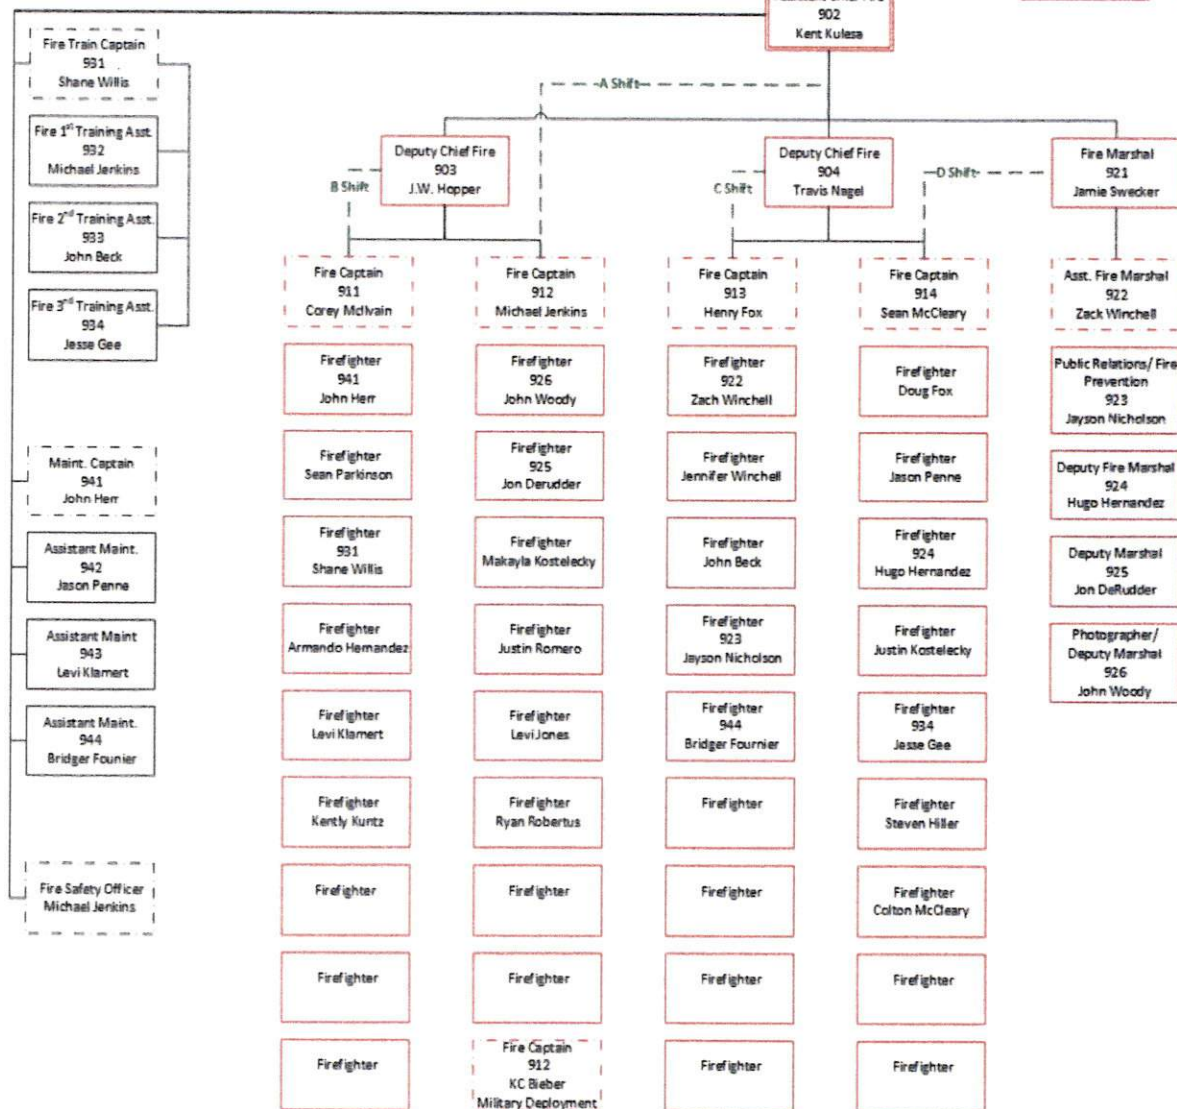 902
Kent Kulesa
Fire Train Captain
931
Shane Willis
Fire 1st Training Asst.
932
Michael Jenkins
Fire 2nd Training Asst.
933
John Beck
Fire 3rd Training Asst.
934
Jesse Gee
Maint. Captain
941
John Herr
Assistant Maint.
942
Jason Penne
Assistant Maint
943
Levi Klamert
Assistant Maint.
944
Bridger Founier
Fire Safety Officer
Michael Jenkins
A Shift
Deputy Chief Fire
903
J.W. Hopper
B Shift
Deputy Chief Fire
904
Travis Nagel
C Shift
D Shift
Fire Marshal
921
Jamie Swecker
Fire Captain
911
Corey McIlvain
Firefighter
941
John Herr
Firefighter
Sean Parkinson
Firefighter
931
Shane Willis
Firefighter
Armando Hernandez
Firefighter
Levi Klamert
Firefighter
Kently Kuntz
Firefighter
Firefighter
Firefighter
Fire Captain
912
Michael Jenkins
Firefighter
926
John Woody
Firefighter
925
Jon Derudder
Firefighter
Makayla Kostelecky
Firefighter
Justin Romero
Firefighter
Levi Jones
Firefighter
Ryan Robertus
Firefighter
Firefighter
Fire Captain
912
KC Bieber
Military Deployment
Fire Captain
913
Henry Fox
Firefighter
922
Zach Winchell
Firefighter
Jennifer Winchell
Firefighter
John Beck
Firefighter
923
Jayson Nicholson
Firefighter
944
Bridger Fournier
Firefighter
Firefighter
Firefighter
Firefighter
Fire Captain
914
Sean McCleary
Firefighter
Doug Fox
Firefighter
Jason Penne
Firefighter
924
Hugo Hernandez
Firefighter
Justin Kostelecky
Firefighter
934
Jesse Gee
Firefighter
Steven Hiller
Firefighter
Colton McCleary
Firefighter
Firefighter
Asst. Fire Marshal
922
Zack Winchell
Public Relations/ Fire
Prevention
923
Jayson Nicholson
Deputy Fire Marshal
924
Hugo Hernandez
Deputy Marshal
925
Jon DeRudder
Photographer/
Deputy Marshal
926
John Woody